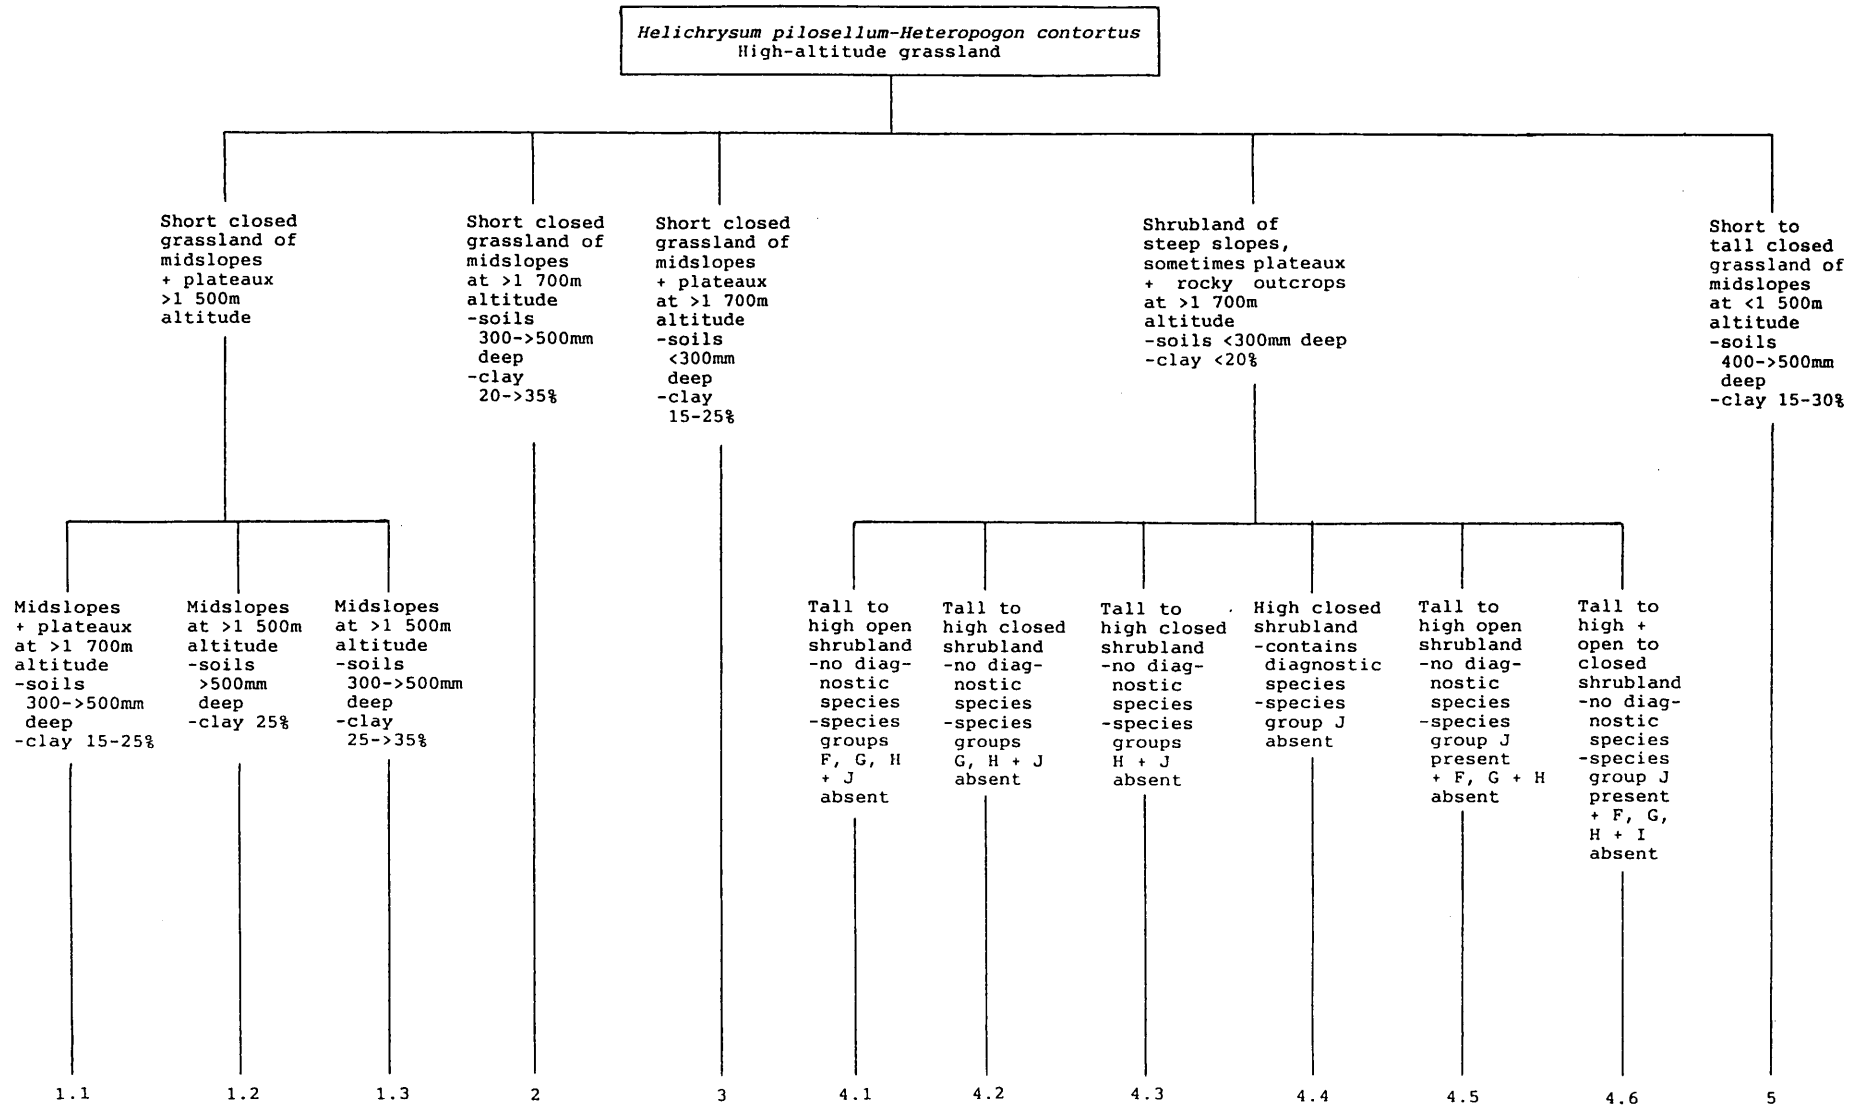 Helichrysum pilosellum-Heteropogon contortus
High-altitude grassland
Short closed
grassland of
midslopes
+ plateaux
>1 500m
altitude
Short closed
grassland of
midslopes
at >1 700m
altitude
-soils
300->500mm
deep
-clay
20->35%
Short closed
grassland of
midslopes
+ plateaux
at >1 700m
altitude
-soils
<300mm
deep
-clay
15-25%
Shrubland of
steep slopes,
sometimes plateaux
+ rocky outcrops
at >1 700m
altitude
-soils <300mm deep
-clay <20%
Short to
tall closed
grassland of
midslopes
at <1 500m
altitude
-soils
400->500mm
deep
-clay 15-30%
Midslopes
+ plateaux
at >1 700m
altitude
-soils
300->500mm
deep
-clay 15-25%
Midslopes
at >1 500m
altitude
-soils
>500mm
deep
-clay 25%
Midslopes
at >1 500m
altitude
-soils
300->500mm
deep
-clay
25->35%
Tall to
high open
shrubland
-no diag-
nostic
species
-species
groups
F, G, H
+ J
absent
Tall to
high closed
shrubland
-no diag-
nostic
species
-species
groups
G, H + J
absent
Tall to
high closed
shrubland
-no diag-
nostic
species
-species
groups
H + J
absent
High closed
shrubland
-contains
diagnostic
species
-species
group J
absent
Tall to
high open
shrubland
-no diag-
nostic
species
-species
group J
present
+ F, G + H
absent
Tall to
high +
open to
closed
shrubland
-no diag-
nostic
species
-species
group J
present
+ F, G,
H + I
absent
1.1
1.2
1.3
2
3
4.1
4.2
4.3
4.4
4.5
4.6
5